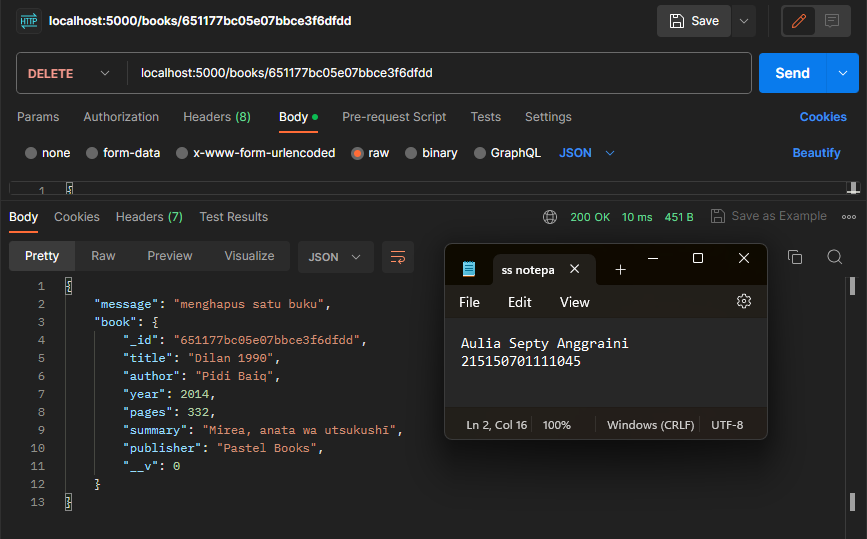 HTTP localhost:5000/books/651177bc05e07bbce3f6dfdd Save
DELETE localhost:5000/books/651177bc05e07bbce3f6dfdd Send
Params Authorization Headers (8) Body Pre-request Script Tests Settings Cookies
none form-data x-www-form-urlencoded raw binary GraphQL JSON Beautify
1 {
Body Cookies Headers (7) Test Results 200 OK 10 ms 451 B Save as Example
Pretty Raw Preview Visualize JSON
1 {
2 "message": "menghapus satu buku",
3 "book": {
4 "_id": "651177bc05e07bbce3f6dfdd",
5 "title": "Dilan 1990",
6 "author": "Pidi Baiq",
7 "year": 2014,
8 "pages": 332,
9 "summary": "Mirea, anata wa utsukushī",
10 "publisher": "Pastel Books",
11 "__v": 0
12 }
13 }
ss notepa
File Edit View
Aulia Septy Anggraini
215150701111045
Ln 2, Col 16 100% Windows (CRLF) UTF-8